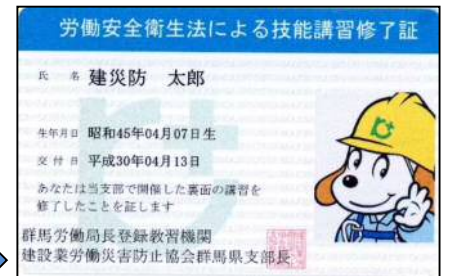 労働安全衛生法による技能講習修了証
氏 名 建災防 太郎
生年月日 昭和45年04月07日生
交付日 平成30年04月13日
あなたは当支部で開催した裏面の講習を
修了したことを証します
群馬労働局長登録教習機関
建設業労働災害防止協会群馬県支部長